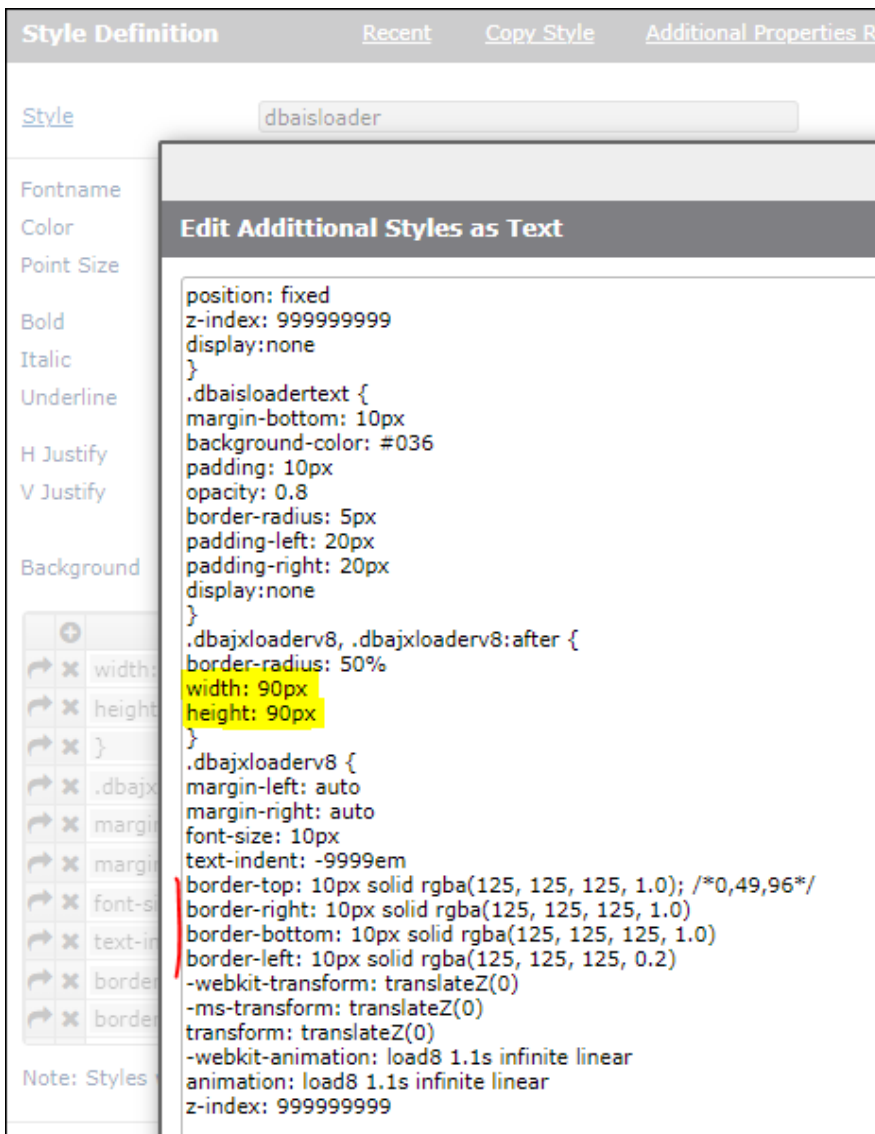 Style Definition Recent Copy Style Additional Properties R
Style dbaisloader
Fontname
Color
Point Size
Bold
Italic
Underline
H Justify
V Justify
Background
width:
height
}
.dbajx
margin
margin
font-si
text-in
border
border
Note: Styles
Edit Addittional Styles as Text
position: fixed
z-index: 999999999
display:none
}
.dbaisloadertext {
margin-bottom: 10px
background-color: #036
padding: 10px
opacity: 0.8
border-radius: 5px
padding-left: 20px
padding-right: 20px
display:none
}
.dbajxloaderv8, .dbajxloaderv8:after {
border-radius: 50%
width: 90px
height: 90px
}
.dbajxloaderv8 {
margin-left: auto
margin-right: auto
font-size: 10px
text-indent: -9999em
border-top: 10px solid rgba(125, 125, 125, 1.0); /*0,49,96*/
border-right: 10px solid rgba(125, 125, 125, 1.0)
border-bottom: 10px solid rgba(125, 125, 125, 1.0)
border-left: 10px solid rgba(125, 125, 125, 0.2)
-webkit-transform: translateZ(0)
-ms-transform: translateZ(0)
transform: translateZ(0)
-webkit-animation: load8 1.1s infinite linear
animation: load8 1.1s infinite linear
z-index: 999999999